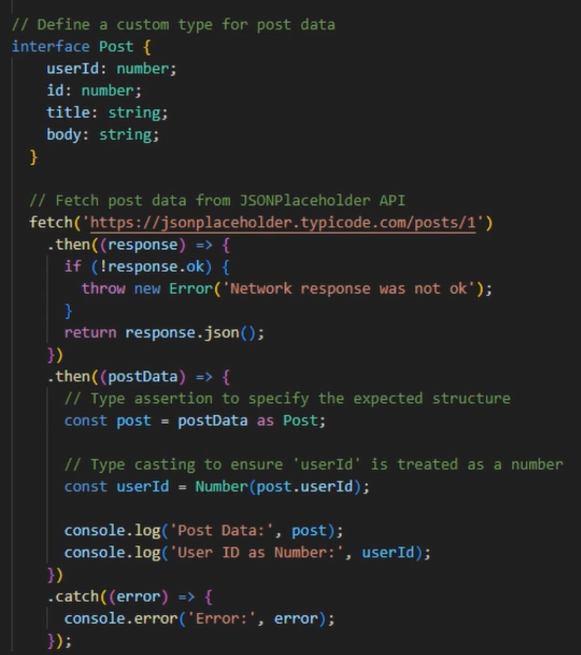 // Define a custom type for post data
interface Post {
    userId: number;
    id: number;
    title: string;
    body: string;
  }

  // Fetch post data from JSONPlaceholder API
  fetch('https://jsonplaceholder.typicode.com/posts/1')
    .then((response) => {
      if (!response.ok) {
        throw new Error('Network response was not ok');
      }
      return response.json();
    })
    .then((postData) => {
      // Type assertion to specify the expected structure
      const post = postData as Post;

      // Type casting to ensure 'userId' is treated as a number
      const userId = Number(post.userId);

      console.log('Post Data:', post);
      console.log('User ID as Number:', userId);
    })
    .catch((error) => {
      console.error('Error:', error);
    });